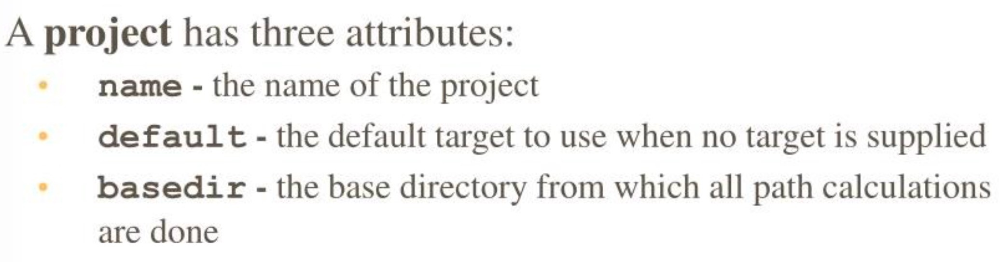 A project has three attributes:
• name - the name of the project
• default - the default target to use when no target is supplied
• basedir - the base directory from which all path calculations
are done